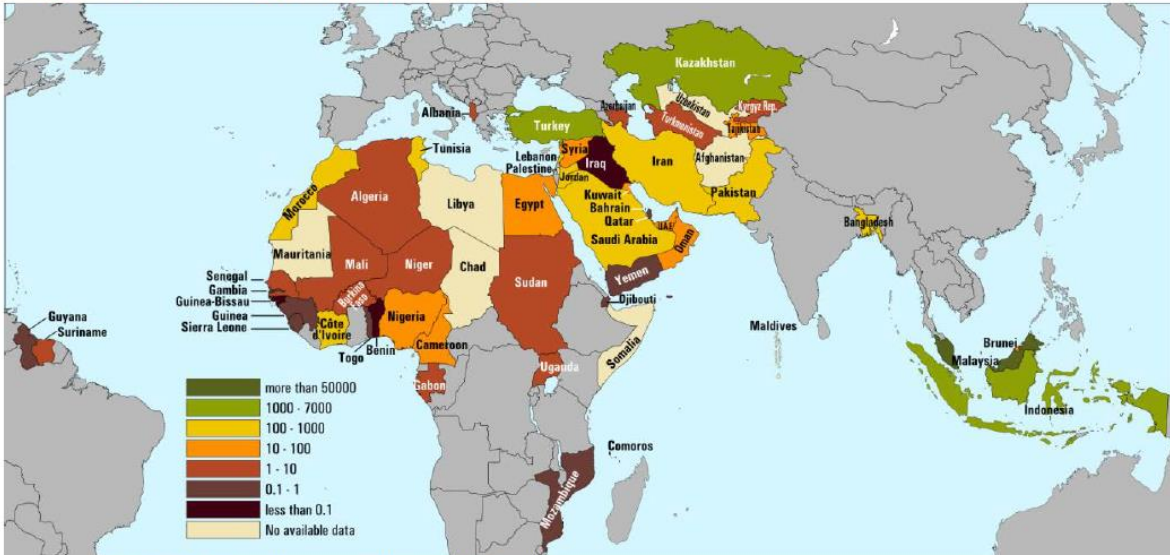 Kazakhstan
Uzbekistan
Kyrgyz Rep.
Azerbaijan
Turkmenistan
Tajikistan
Albania
Turkey
Tunisia
Syria
Lebanon
Palestine
Iraq
Iran
Afghanistan
Jordan
Pakistan
Morocco
Algeria
Libya
Egypt
Kuwait
Bahrain
Qatar
UAE
Saudi Arabia
Oman
Bangladesh
Mauritania
Mali
Niger
Chad
Sudan
Yemen
Senegal
Gambia
Guinea-Bissau
Guinea
Sierra Leone
Burkina
Faso
Côte
d'Ivoire
Togo
Benin
Nigeria
Cameroon
Djibouti
Somalia
Maldives
Guyana
Suriname
Gabon
Uganda
Brunei
Malaysia
Indonesia
Comoros
Mozambique
more than 50000
1000 - 7000
100 - 1000
10 - 100
1 - 10
0.1 - 1
less than 0.1
No available data